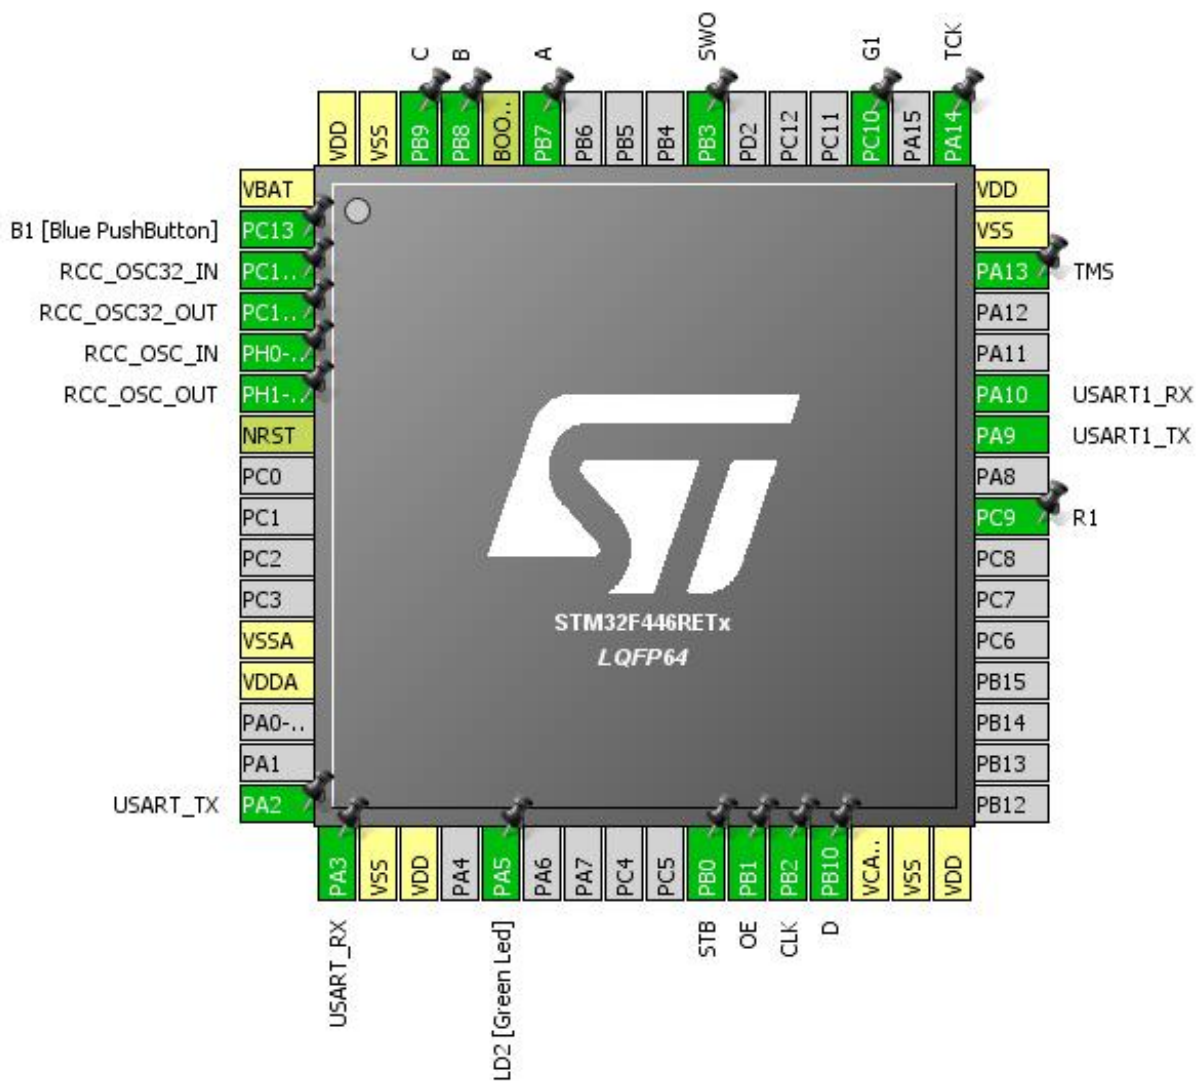 C
B
A
SWO
G1
TCK
VDD
VSS
PB9
PB8
BOO..
PB7
PB6
PB5
PB4
PB3
PD2
PC12
PC11
PC10
PA15
PA14
VBAT
B1 [Blue PushButton] PC13
RCC_OSC32_IN PC1..
RCC_OSC32_OUT PC1..
RCC_OSC_IN PH0-..
RCC_OSC_OUT PH1-..
NRST
PC0
PC1
PC2
PC3
VSSA
VDDA
PA0-..
PA1
USART_TX PA2
ST
STM32F446RETx
LQFP64
VDD
VSS
PA13 TMS
PA12
PA11
PA10 USART1_RX
PA9 USART1_TX
PA8
PC9 R1
PC8
PC7
PC6
PB15
PB14
PB13
PB12
PA3
VSS
VDD
PA4
PA5
PA6
PA7
PC4
PC5
PB0
PB1
PB2
PB10
VCA..
VSS
VDD
USART_RX
LD2 [Green Led]
STB
OE
CLK
D